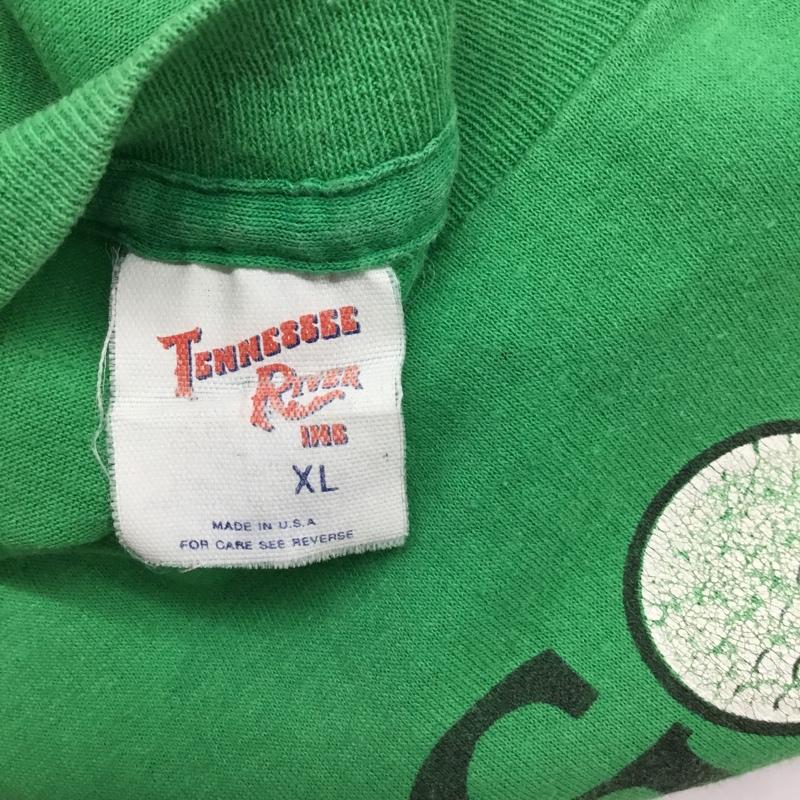 TENNESSEE
RIVER
INC
XL
MADE IN U.S.A
FOR CARE SEE REVERSE